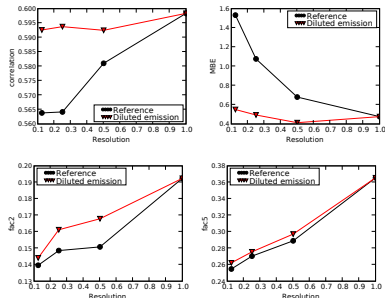 0.600
0.595
0.590
0.585
0.580
0.575
0.570
0.565
0.560
correlation
0.1 0.2 0.3 0.4 0.5 0.6 0.7 0.8 0.9 1.0
Resolution
Reference
Diluted emission
1.6
1.4
1.2
1.0
0.8
0.6
0.4
MBE
0.1 0.2 0.3 0.4 0.5 0.6 0.7 0.8 0.9 1.0
Resolution
Reference
Diluted emission
0.20
0.19
0.18
0.17
0.16
0.15
0.14
0.13
fac2
0.1 0.2 0.3 0.4 0.5 0.6 0.7 0.8 0.9 1.0
Resolution
Reference
Diluted emission
0.38
0.36
0.34
0.32
0.30
0.28
0.26
0.24
fac5
0.1 0.2 0.3 0.4 0.5 0.6 0.7 0.8 0.9 1.0
Resolution
Reference
Diluted emission